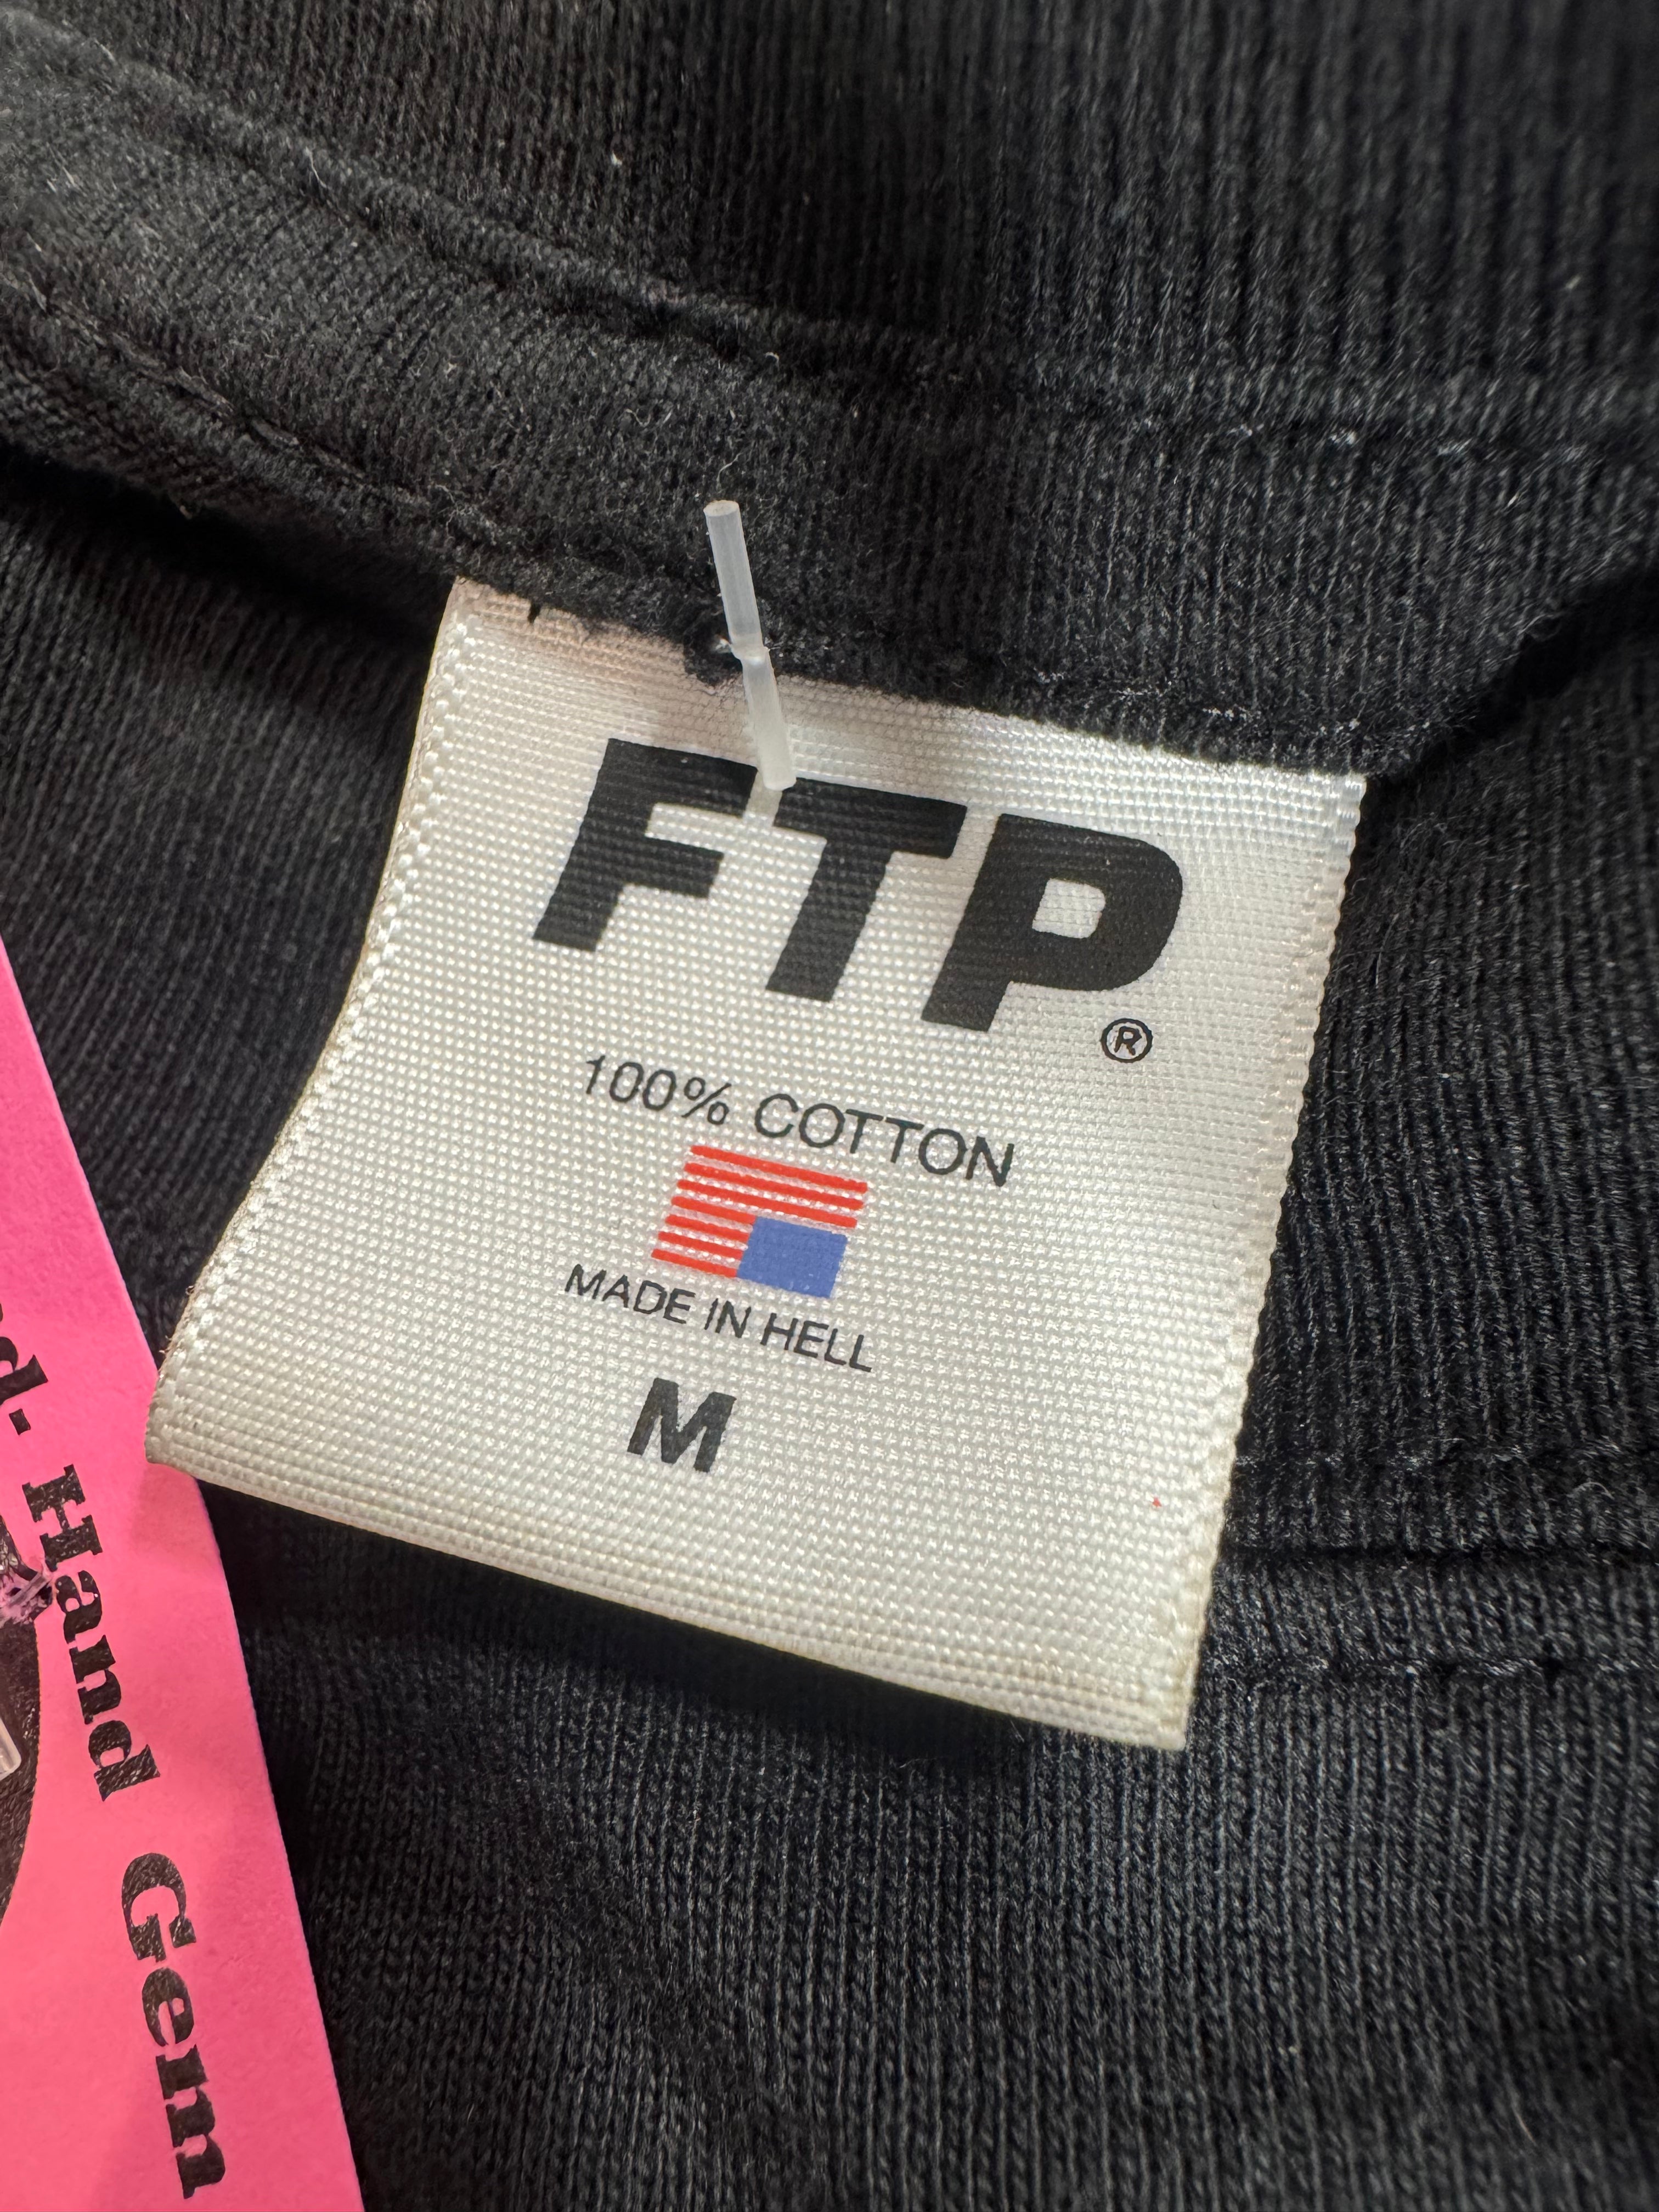 FTP®
100% COTTON
MADE IN HELL
M
Hand Gem